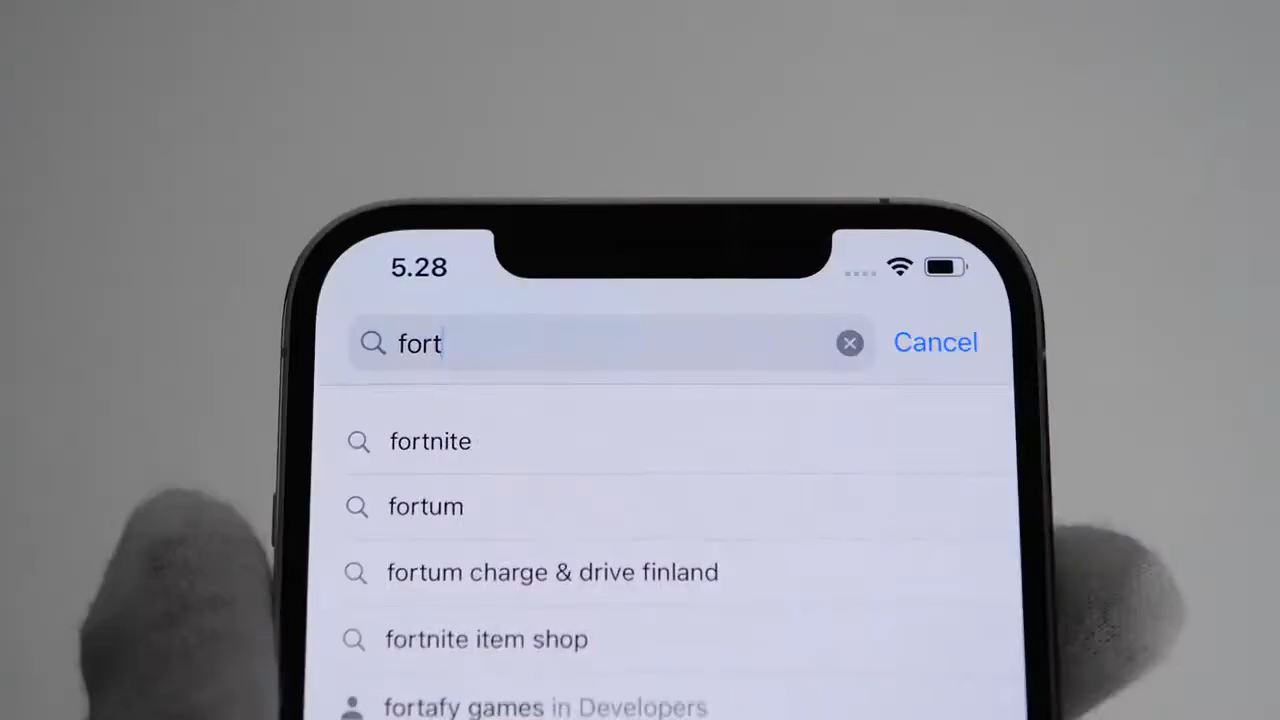 5.28
fort
Cancel
fortnite
fortum
fortum charge & drive finland
fortnite item shop
fortafy games in Developers